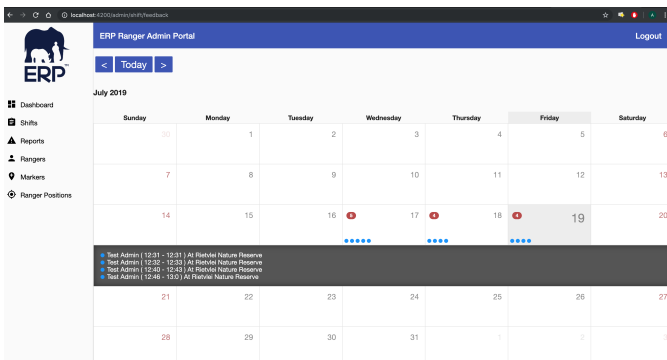 localhost:4200/admin/shift/feedback
ERP Ranger Admin Portal
Logout
ERP
< Today >
July 2019
Dashboard
Shifts
Reports
Rangers
Markers
Ranger Positions
Sunday Monday Tuesday Wednesday Thursday Friday Saturday
30 1 2 3 4 5 6
7 8 9 10 11 12 13
14 15 16 5 17 4 18 4 19 20
Test Admin ( 12:31 - 12:31 ) At Rietvlei Nature Reserve
Test Admin ( 12:32 - 12:33 ) At Rietvlei Nature Reserve
Test Admin ( 12:40 - 12:43 ) At Rietvlei Nature Reserve
Test Admin ( 12:46 - 13:0 ) At Rietvlei Nature Reserve
21 22 23 24 25 26 27
28 29 30 31 1 2